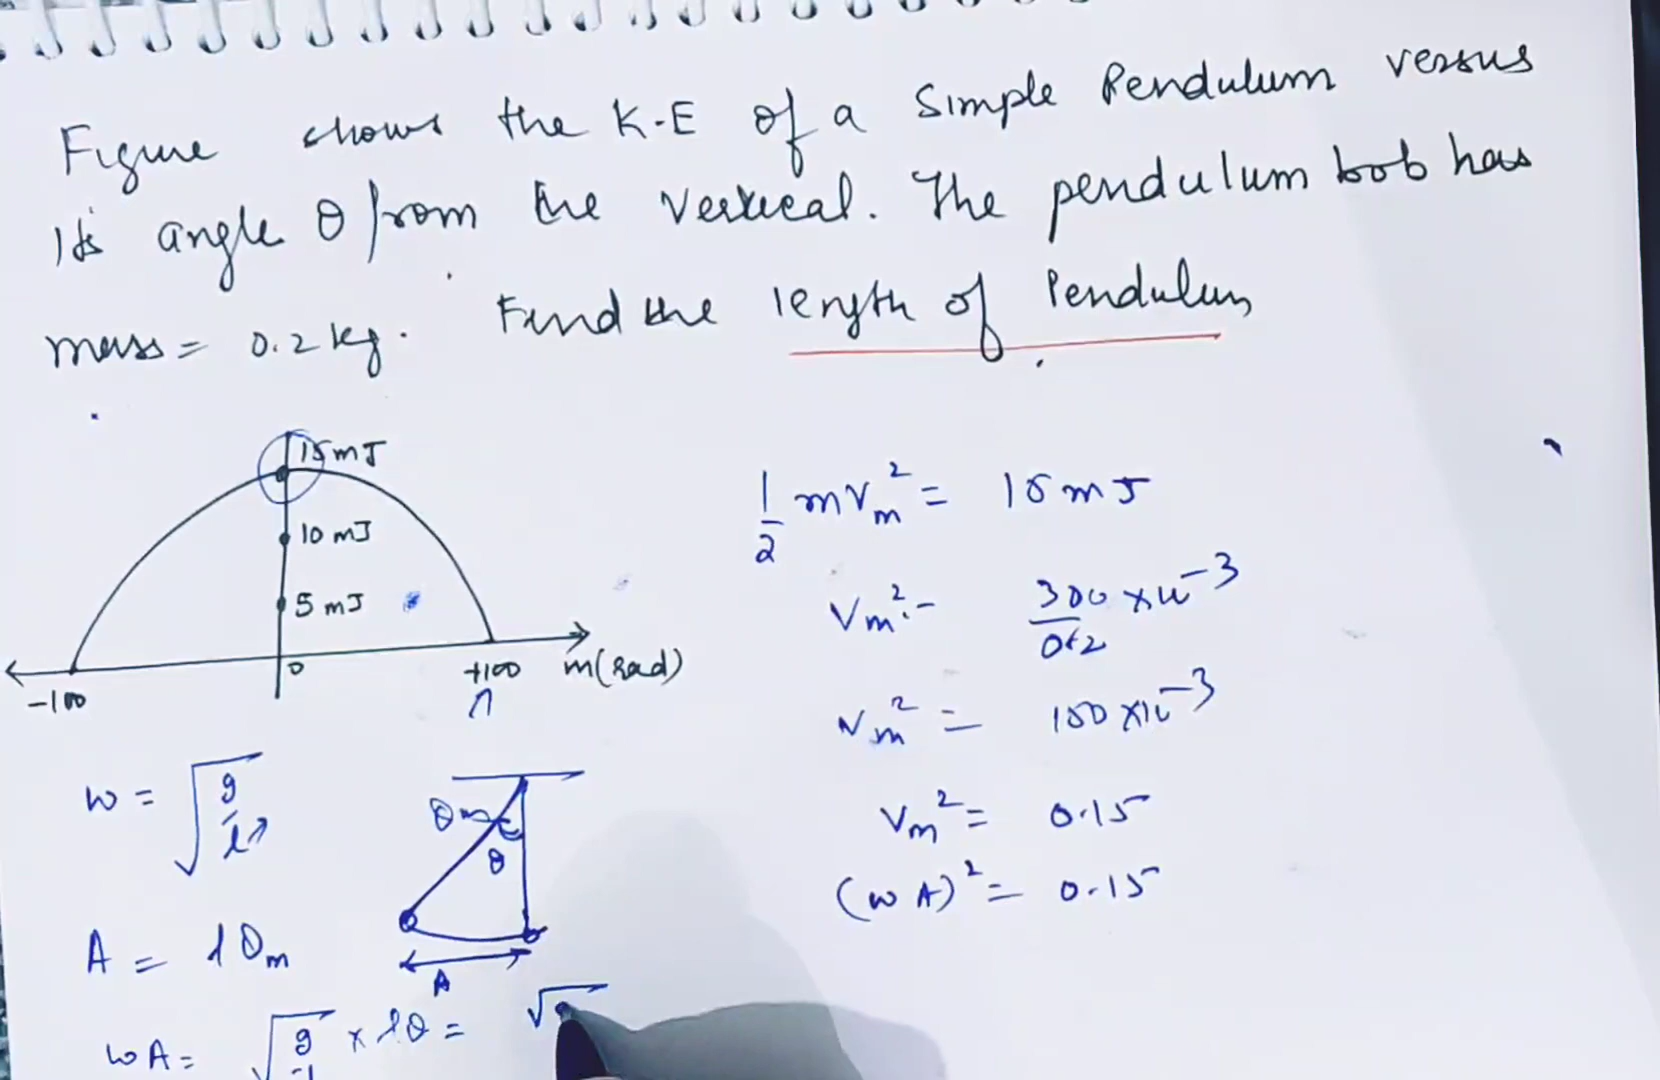 Figure shows the K.E of a Simple Pendulum versus
its angle θ from the vertical. The pendulum bob has
mass = 0.2 kg. Find the length of Pendulum
15mJ
10 mJ
5 mJ
-100 0 +100 m(rad)
1/2 mVm² = 15 mJ
Vm² = 300 × 10⁻³ / 0.2
Vm² = 150 × 10⁻³
Vm² = 0.15
(ω A)² = 0.15
ω = √(g/l)
θm
θ
A
A = lθm
ωA = √(g/l) × lθ =